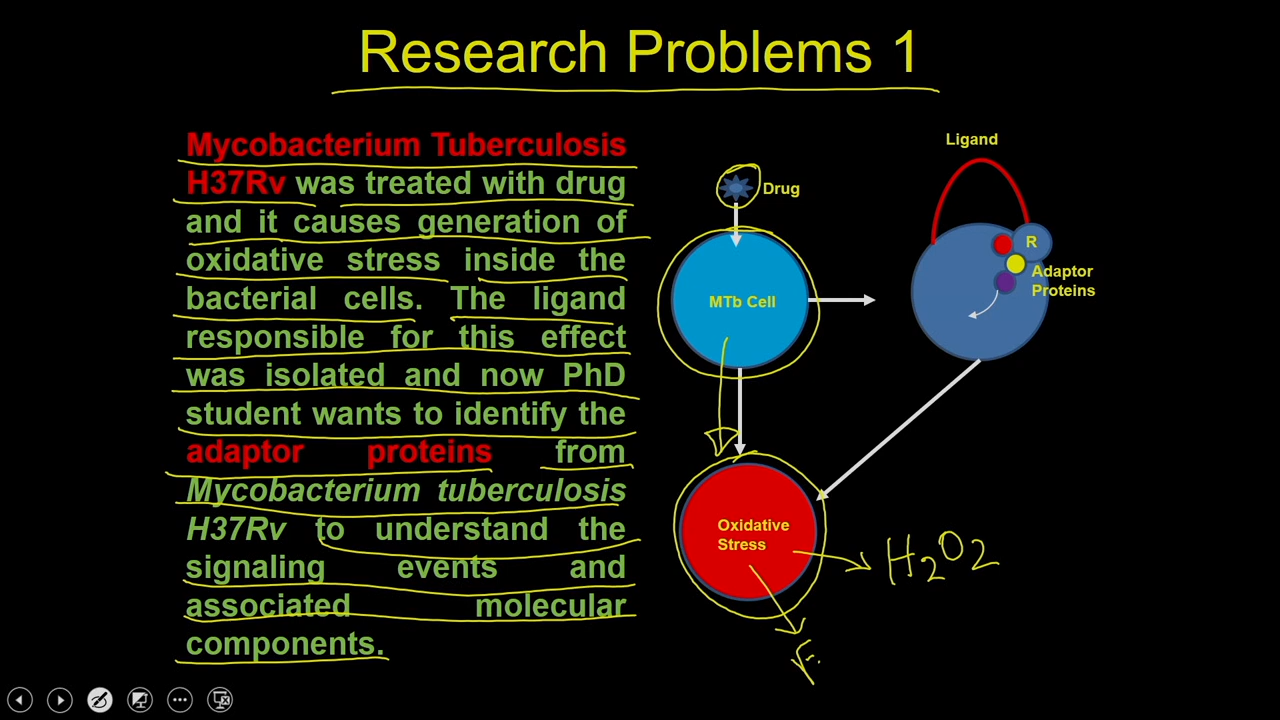 Research Problems 1
Mycobacterium Tuberculosis
H37Rv was treated with drug
and it causes generation of
oxidative stress inside the
bacterial cells. The ligand
responsible for this effect
was isolated and now PhD
student wants to identify the
adaptor proteins from
Mycobacterium tuberculosis
H37Rv to understand the
signaling events and
associated molecular
components.
Drug
MTb Cell
Oxidative
Stress
H2O2
Ligand
R
Adaptor
Proteins